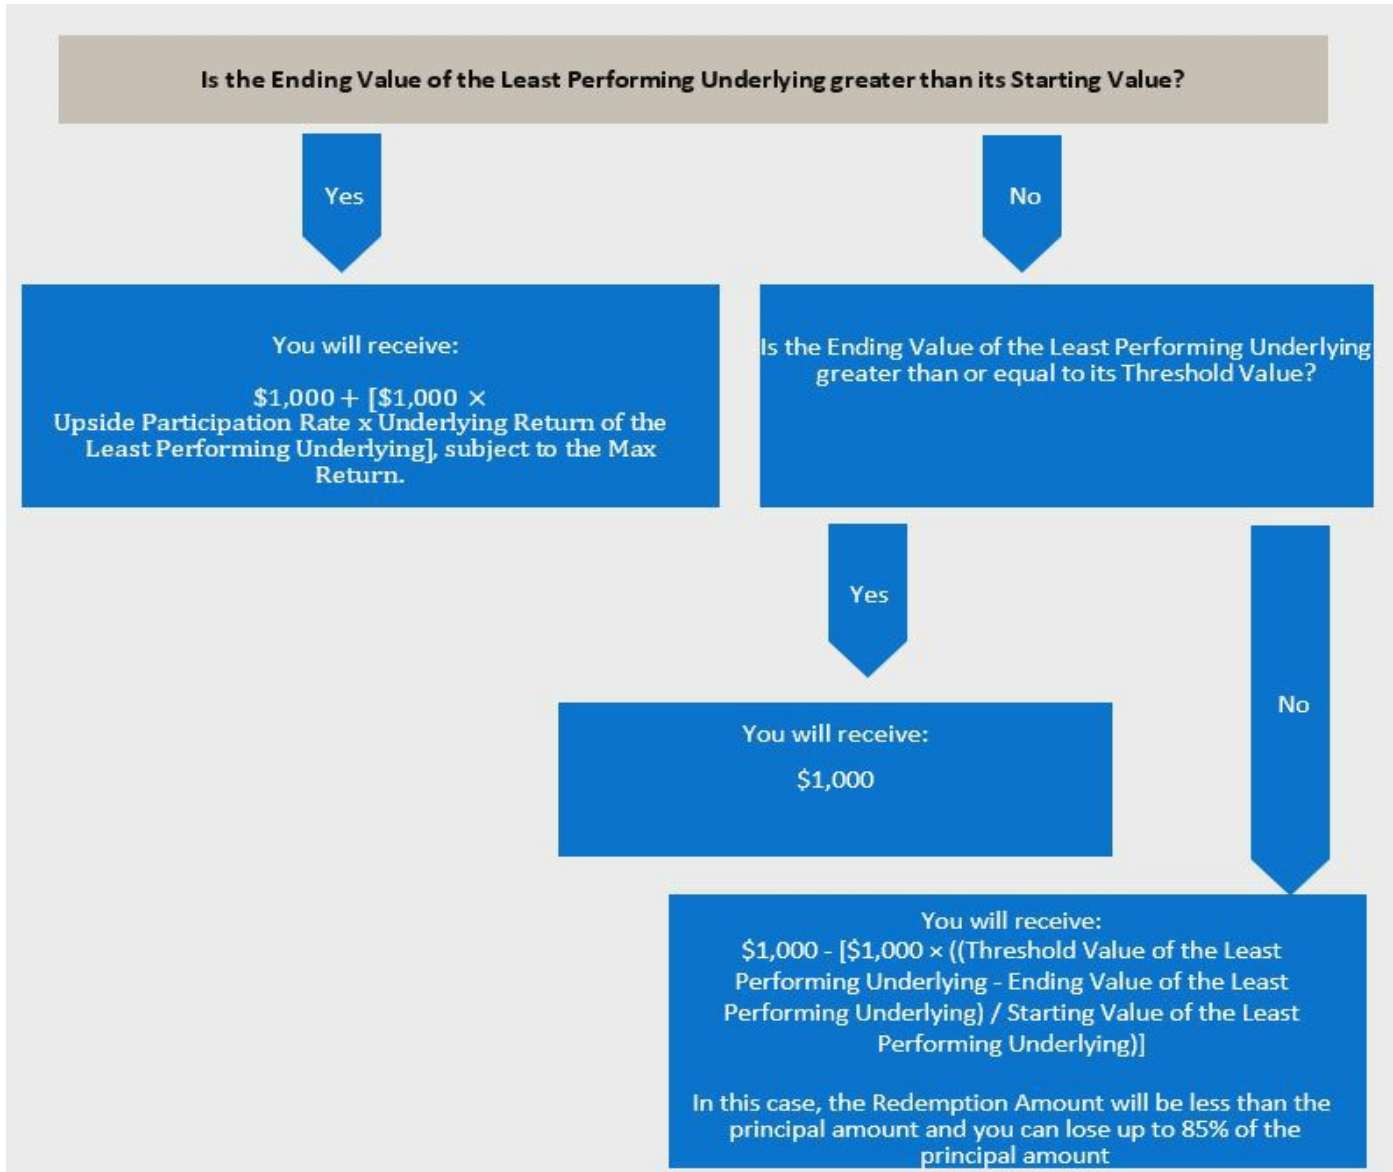 Is the Ending Value of the Least Performing Underlying greater than its Starting Value?
Yes
No
You will receive:
$1,000 + [$1,000 ×
Upside Participation Rate x Underlying Return of the
Least Performing Underlying], subject to the Max
Return.
Is the Ending Value of the Least Performing Underlying
greater than or equal to its Threshold Value?
Yes
No
You will receive:
$1,000
You will receive:
$1,000 - [$1,000 × ((Threshold Value of the Least
Performing Underlying - Ending Value of the Least
Performing Underlying) / Starting Value of the Least
Performing Underlying)]
In this case, the Redemption Amount will be less than the
principal amount and you can lose up to 85% of the
principal amount